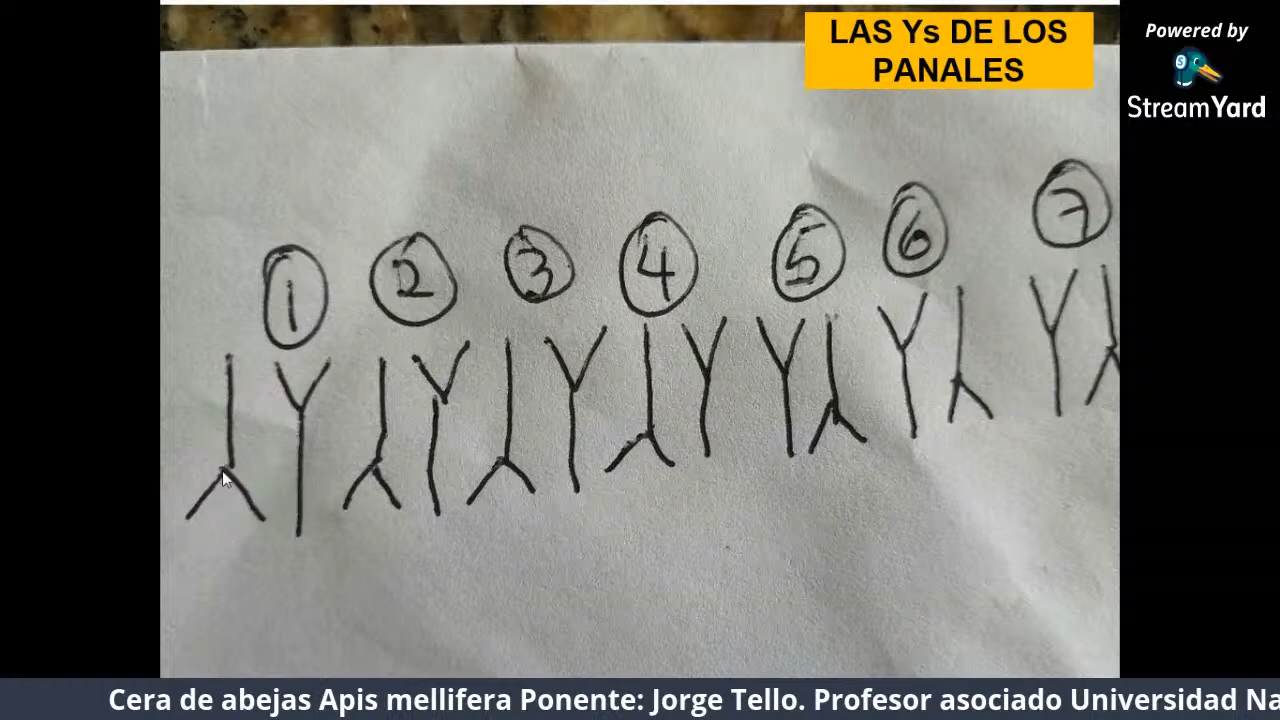 LAS Ys DE LOS
PANALES
Powered by
StreamYard
1 2 3 4 5 6 7
Cera de abejas Apis mellifera Ponente: Jorge Tello. Profesor asociado Universidad Na